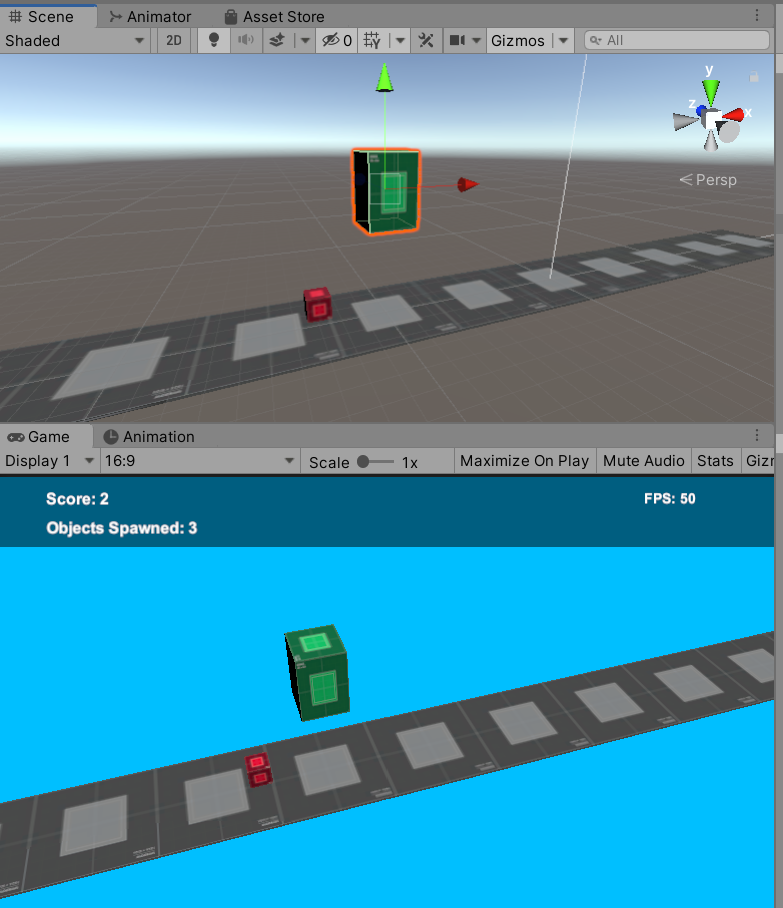 Scene Animator Asset Store
Shaded 2D 0 Gizmos All
y
z x
Persp
Game Animation
Display 1 16:9 Scale 1x Maximize On Play Mute Audio Stats Giz
Score: 2 FPS: 50
Objects Spawned: 3